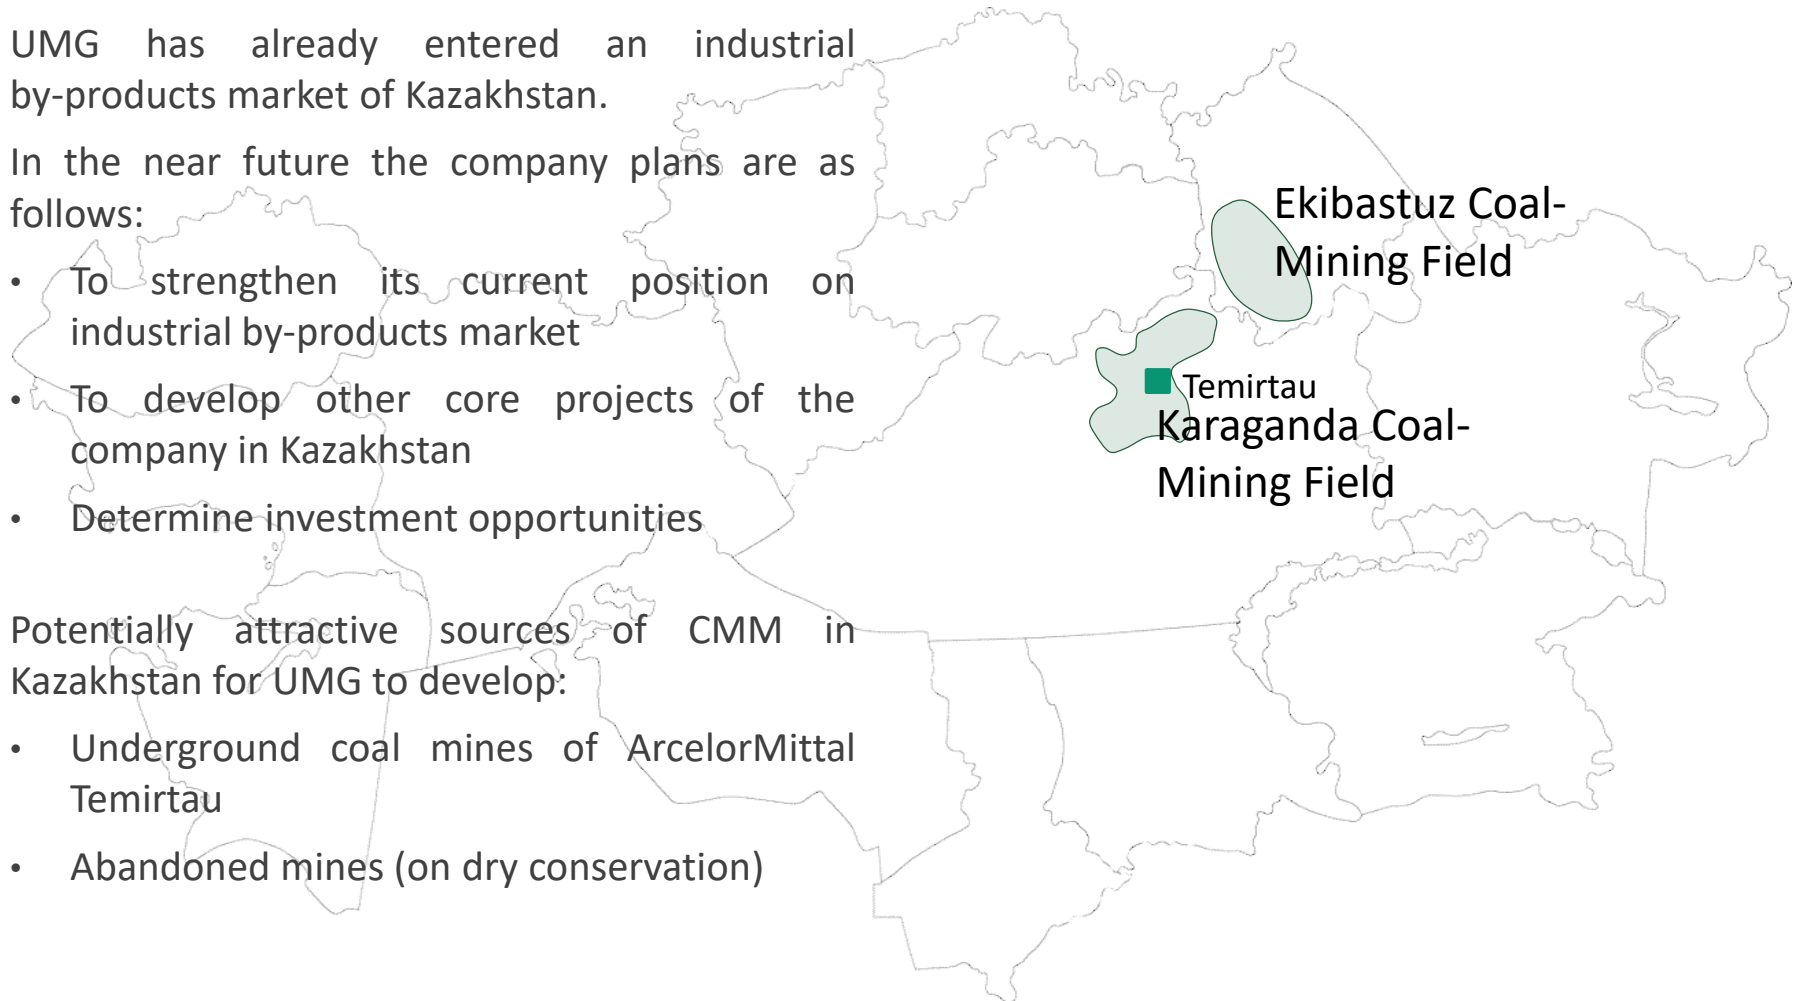 UMG has already entered an industrial
by-products market of Kazakhstan.
In the near future the company plans are as
follows:
• To strengthen its current position on
industrial by-products market
• To develop other core projects of the
company in Kazakhstan
• Determine investment opportunities
Potentially attractive sources of CMM in
Kazakhstan for UMG to develop:
• Underground coal mines of ArcelorMittal
Temirtau
• Abandoned mines (on dry conservation)
Ekibastuz Coal-
Mining Field
Temirtau
Karaganda Coal-
Mining Field